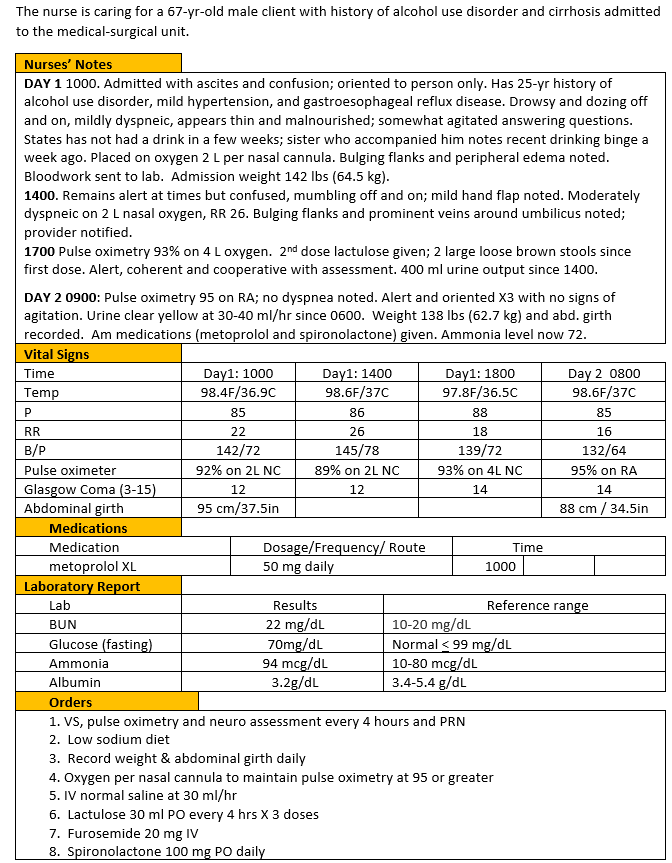 The nurse is caring for a 67-yr-old male client with history of alcohol use disorder and cirrhosis admitted
to the medical-surgical unit.
Nurses' Notes
DAY 1 1000. Admitted with ascites and confusion; oriented to person only. Has 25-yr history of
alcohol use disorder, mild hypertension, and gastroesophageal reflux disease. Drowsy and dozing off
and on, mildly dyspneic, appears thin and malnourished; somewhat agitated answering questions.
States has not had a drink in a few weeks; sister who accompanied him notes recent drinking binge a
week ago. Placed on oxygen 2 L per nasal cannula. Bulging flanks and peripheral edema noted.
Bloodwork sent to lab.  Admission weight 142 lbs (64.5 kg).
1400. Remains alert at times but confused, mumbling off and on; mild hand flap noted. Moderately
dyspneic on 2 L nasal oxygen, RR 26. Bulging flanks and prominent veins around umbilicus noted;
provider notified.
1700 Pulse oximetry 93% on 4 L oxygen.  2nd dose lactulose given; 2 large loose brown stools since
first dose. Alert, coherent and cooperative with assessment. 400 ml urine output since 1400.
DAY 2 0900: Pulse oximetry 95 on RA; no dyspnea noted. Alert and oriented X3 with no signs of
agitation. Urine clear yellow at 30-40 ml/hr since 0600.  Weight 138 lbs (62.7 kg) and abd. girth
recorded.  Am medications (metoprolol and spironolactone) given. Ammonia level now 72.
Vital Signs
Time Day1: 1000 Day1: 1400 Day1: 1800 Day 2  0800
Temp 98.4F/36.9C 98.6F/37C 97.8F/36.5C 98.6F/37C
P 85 86 88 85
RR 22 26 18 16
B/P 142/72 145/78 139/72 132/64
Pulse oximeter 92% on 2L NC 89% on 2L NC 93% on 4L NC 95% on RA
Glasgow Coma (3-15) 12 12 14 14
Abdominal girth 95 cm/37.5in 88 cm / 34.5in
Medications
Medication Dosage/Frequency/ Route Time
metoprolol XL 50 mg daily 1000
Laboratory Report
Lab Results Reference range
BUN 22 mg/dL 10-20 mg/dL
Glucose (fasting) 70mg/dL Normal ≤ 99 mg/dL
Ammonia 94 mcg/dL 10-80 mcg/dL
Albumin 3.2g/dL 3.4-5.4 g/dL
Orders
1. VS, pulse oximetry and neuro assessment every 4 hours and PRN
2.  Low sodium diet
3.  Record weight & abdominal girth daily
4. Oxygen per nasal cannula to maintain pulse oximetry at 95 or greater
5. IV normal saline at 30 ml/hr
6.  Lactulose 30 ml PO every 4 hrs X 3 doses
7.  Furosemide 20 mg IV
8.  Spironolactone 100 mg PO daily